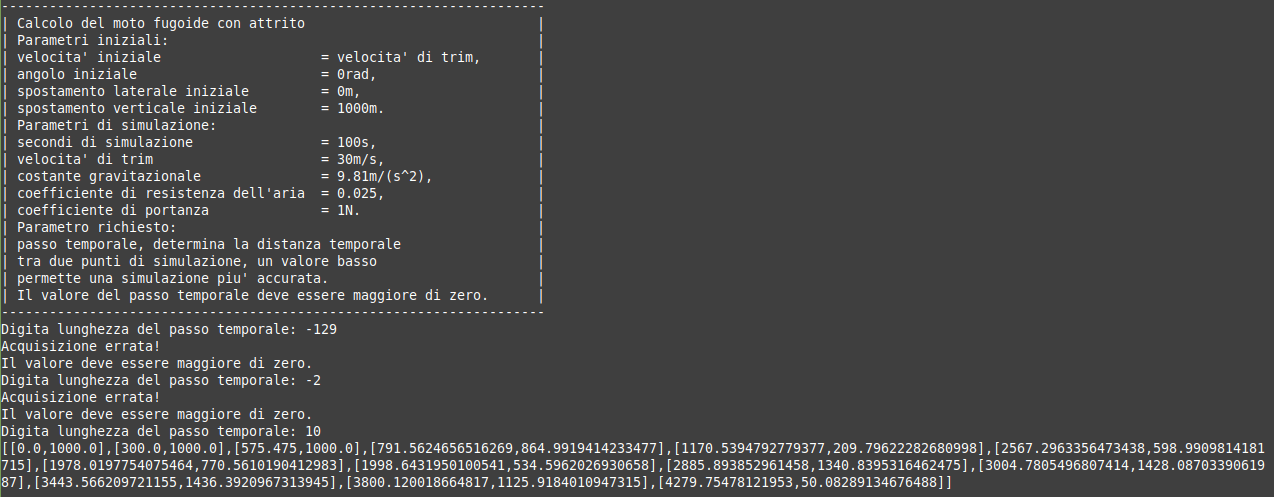 --------------------------------------------------------------------
| Calcolo del moto fugoide con attrito                             |
| Parametri iniziali:                                              |
| velocita' iniziale                    = velocita' di trim,       |
| angolo iniziale                       = 0rad,                    |
| spostamento laterale iniziale         = 0m,                      |
| spostamento verticale iniziale        = 1000m.                   |
| Parametri di simulazione:                                        |
| secondi di simulazione                = 100s,                    |
| velocita' di trim                     = 30m/s,                   |
| costante gravitazionale               = 9.81m/(s^2),             |
| coefficiente di resistenza dell'aria  = 0.025,                   |
| coefficiente di portanza              = 1N.                      |
| Parametro richiesto:                                             |
| passo temporale, determina la distanza temporale                 |
| tra due punti di simulazione, un valore basso                    |
| permette una simulazione piu' accurata.                          |
| Il valore del passo temporale deve essere maggiore di zero.      |
--------------------------------------------------------------------
Digita lunghezza del passo temporale: -129
Acquisizione errata!
Il valore deve essere maggiore di zero.
Digita lunghezza del passo temporale: -2
Acquisizione errata!
Il valore deve essere maggiore di zero.
Digita lunghezza del passo temporale: 10
[[0.0,1000.0],[300.0,1000.0],[575.475,1000.0],[791.5624656516269,864.9919414233477],[1170.5394792779377,209.79622282680998],[2567.2963356473438,598.9909814181
715],[1978.0197754075464,770.5610190412983],[1998.6431950100541,534.5962026930658],[2885.893852961458,1340.8395316462475],[3004.7805496807414,1428.08703390619
87],[3443.566209721155,1436.3920967313945],[3800.120018664817,1125.9184010947315],[4279.75478121953,50.08289134676488]]